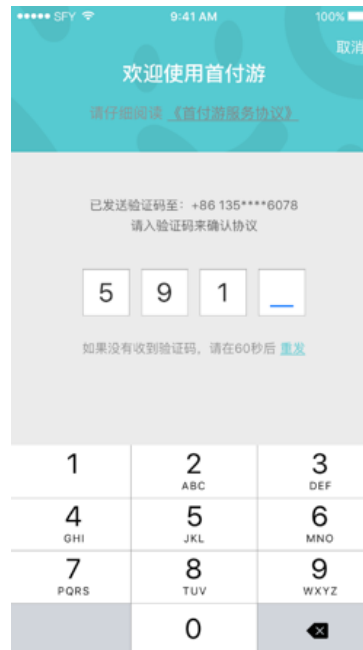 SFY 9:41 AM 100%
取消
欢迎使用首付游
请仔细阅读 《首付游服务协议》
已发送验证码至：+86 135****6078
请入验证码来确认协议
5 9 1 _
如果没有收到验证码，请在60秒后 重发
1 2 3
ABC DEF
4 5 6
GHI JKL MNO
7 8 9
PQRS TUV WXYZ
0